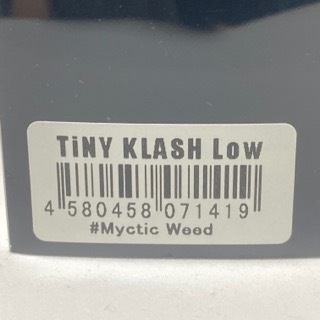 TiNY KLASH Low
4 580458 071419
#Myctic Weed